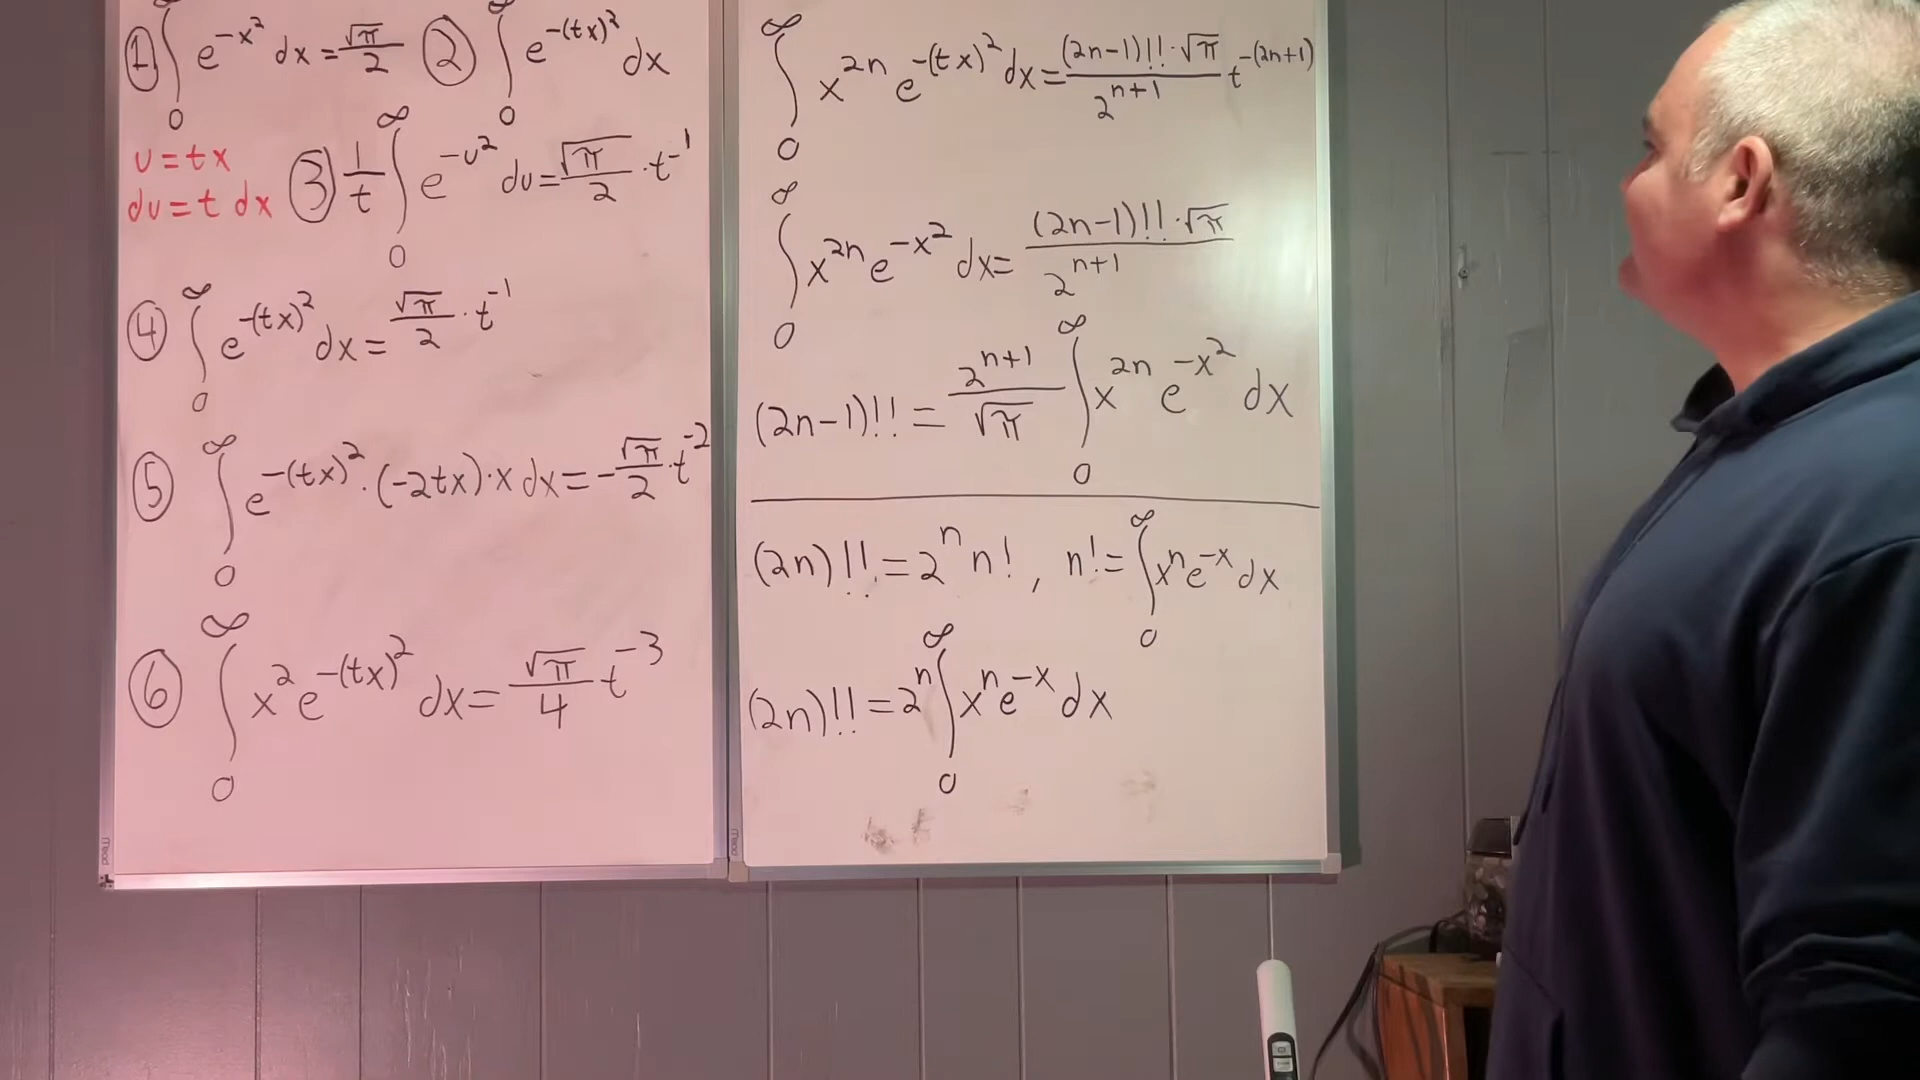 ① ∫₀^∞ e^(-x²) dx = √π/2 ② ∫₀^∞ e^(-(tx)²) dx
u = tx
du = t dx ③ 1/t ∫₀^∞ e^(-u²) du = √π/2 · t^(-1)
④ ∫₀^∞ e^(-(tx)²) dx = √π/2 · t^(-1)
⑤ ∫₀^∞ e^(-(tx)²) · (-2tx) · x dx = -√π/2 · t^(-2)
⑥ ∫₀^∞ x² e^(-(tx)²) dx = √π/4 t^(-3)
∫₀^∞ x^(2n) e^(-(tx)²) dx = (2n-1)!! · √π / 2^(n+1) t^(-(2n+1))
∫₀^∞ x^(2n) e^(-x²) dx = (2n-1)!! · √π / 2^(n+1)
(2n-1)!! = 2^(n+1)/√π ∫₀^∞ x^(2n) e^(-x²) dx
(2n)!! = 2^n n! , n! = ∫₀^∞ x^n e^(-x) dx
(2n)!! = 2^n ∫₀^∞ x^n e^(-x) dx
Mead
Mead